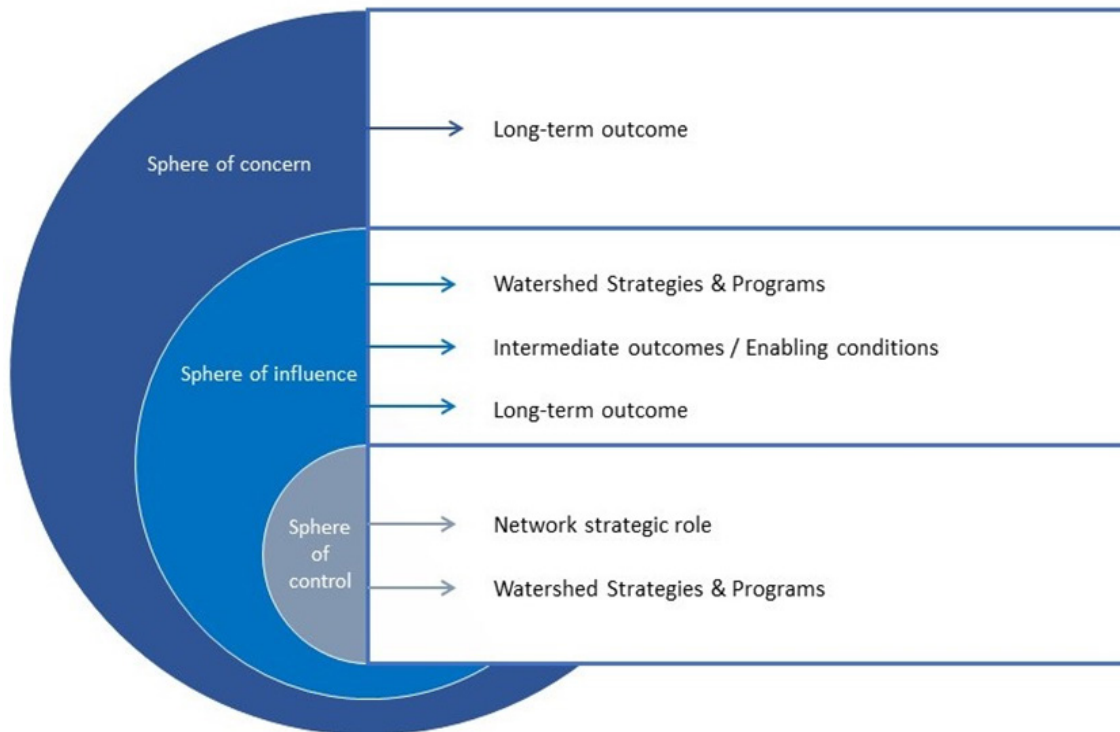 Long-term outcome
Sphere of concern
Watershed Strategies & Programs
Intermediate outcomes / Enabling conditions
Sphere of influence
Long-term outcome
Network strategic role
Sphere
of
control
Watershed Strategies & Programs